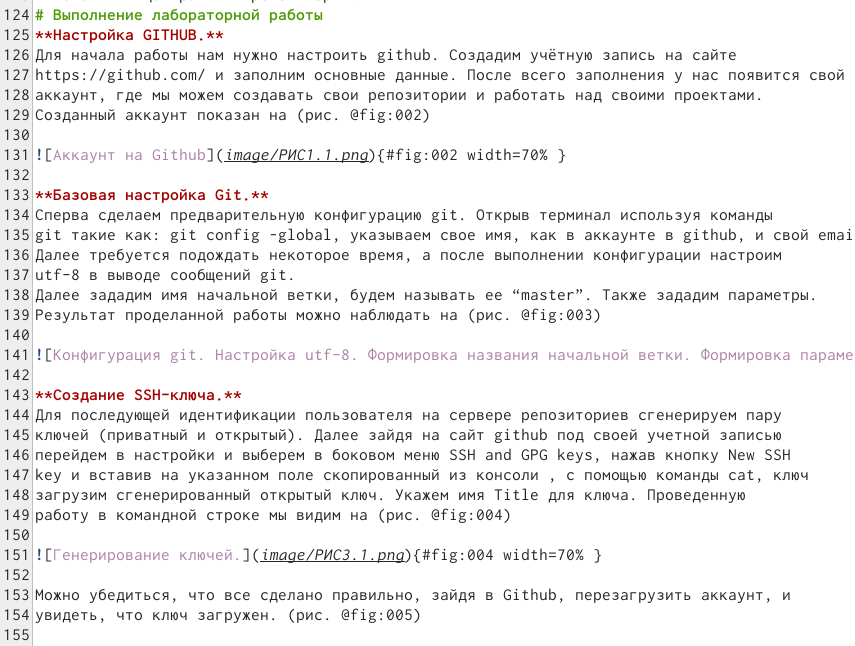 124 # Выполнение лабораторной работы
125 **Настройка GITHUB.**
126 Для начала работы нам нужно настроить github. Создадим учётную запись на сайте
127 https://github.com/ и заполним основные данные. После всего заполнения у нас появится свой
128 аккаунт, где мы можем создавать свои репозитории и работать над своими проектами.
129 Созданный аккаунт показан на (рис. @fig:002)
130
131 ![Аккаунт на Github](image/РИС1.1.png){#fig:002 width=70% }
132
133 **Базовая настройка Git.**
134 Сперва сделаем предварительную конфигурацию git. Открыв терминал используя команды
135 git такие как: git config -global, указываем свое имя, как в аккаунте в github, и свой emai
136 Далее требуется подождать некоторое время, а после выполнении конфигурации настроим
137 utf-8 в выводе сообщений git.
138 Далее зададим имя начальной ветки, будем называть ее “master”. Также зададим параметры.
139 Результат проделанной работы можно наблюдать на (рис. @fig:003)
140
141 ![Конфигурация git. Настройка utf-8. Формировка названия начальной ветки. Формировка параме
142
143 **Создание SSH-ключа.**
144 Для последующей идентификации пользователя на сервере репозиториев сгенерируем пару
145 ключей (приватный и открытый). Далее зайдя на сайт github под своей учетной записью
146 перейдем в настройки и выберем в боковом меню SSH and GPG keys, нажав кнопку New SSH
147 key и вставив на указанном поле скопированный из консоли , с помощью команды cat, ключ
148 загрузим сгенерированный открытый ключ. Укажем имя Title для ключа. Проведенную
149 работу в командной строке мы видим на (рис. @fig:004)
150
151 ![Генерирование ключей.](image/РИС3.1.png){#fig:004 width=70% }
152
153 Можно убедиться, что все сделано правильно, зайдя в Github, перезагрузить аккаунт, и
154 увидеть, что ключ загружен. (рис. @fig:005)
155